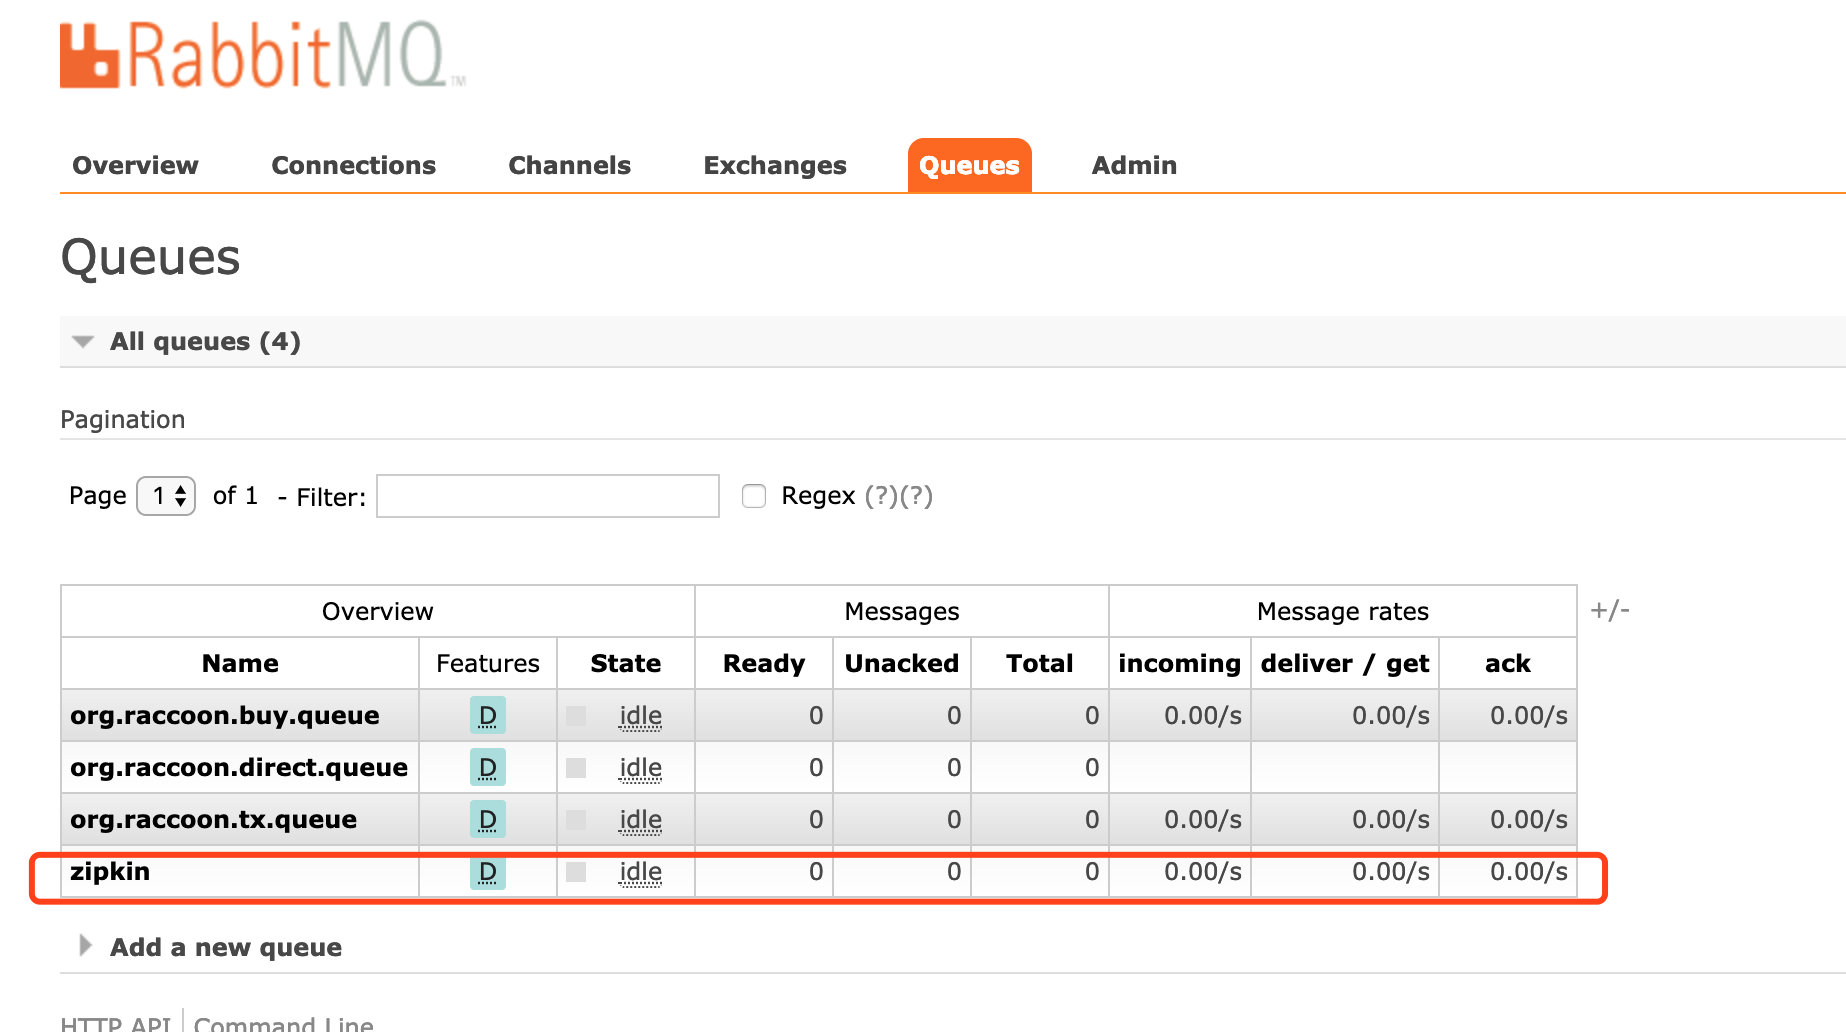 RabbitMQ™
Overview Connections Channels Exchanges Queues Admin
Queues
All queues (4)
Pagination
Page 1 of 1 - Filter: Regex (?)(?)
Overview Messages Message rates +/-
Name Features State Ready Unacked Total incoming deliver / get ack
org.raccoon.buy.queue D idle 0 0 0 0.00/s 0.00/s 0.00/s
org.raccoon.direct.queue D idle 0 0 0
org.raccoon.tx.queue D idle 0 0 0 0.00/s 0.00/s 0.00/s
zipkin D idle 0 0 0 0.00/s 0.00/s 0.00/s
Add a new queue
HTTP API Command Line